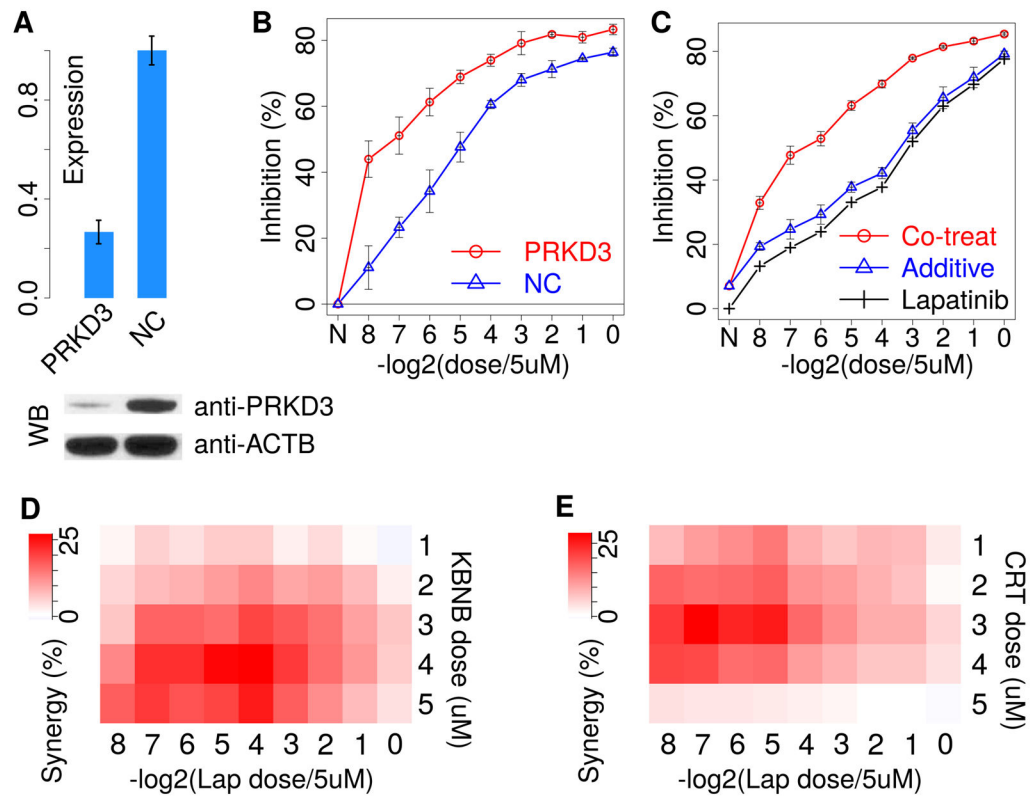 A
Expression
0.0
0.4
0.8
PRKD3
NC
WB
anti-PRKD3
anti-ACTB
B
Inhibition (%)
0
20
40
60
80
PRKD3
NC
N 8 7 6 5 4 3 2 1 0
-log2(dose/5uM)
C
Inhibition (%)
0
20
40
60
80
Co-treat
Additive
Lapatinib
N 8 7 6 5 4 3 2 1 0
-log2(dose/5uM)
D
Synergy (%)
0
25
1
2
3
4
5
KBNB dose (uM)
8 7 6 5 4 3 2 1 0
-log2(Lap dose/5uM)
E
Synergy (%)
0
25
1
2
3
4
5
CRT dose (uM)
8 7 6 5 4 3 2 1 0
-log2(Lap dose/5uM)